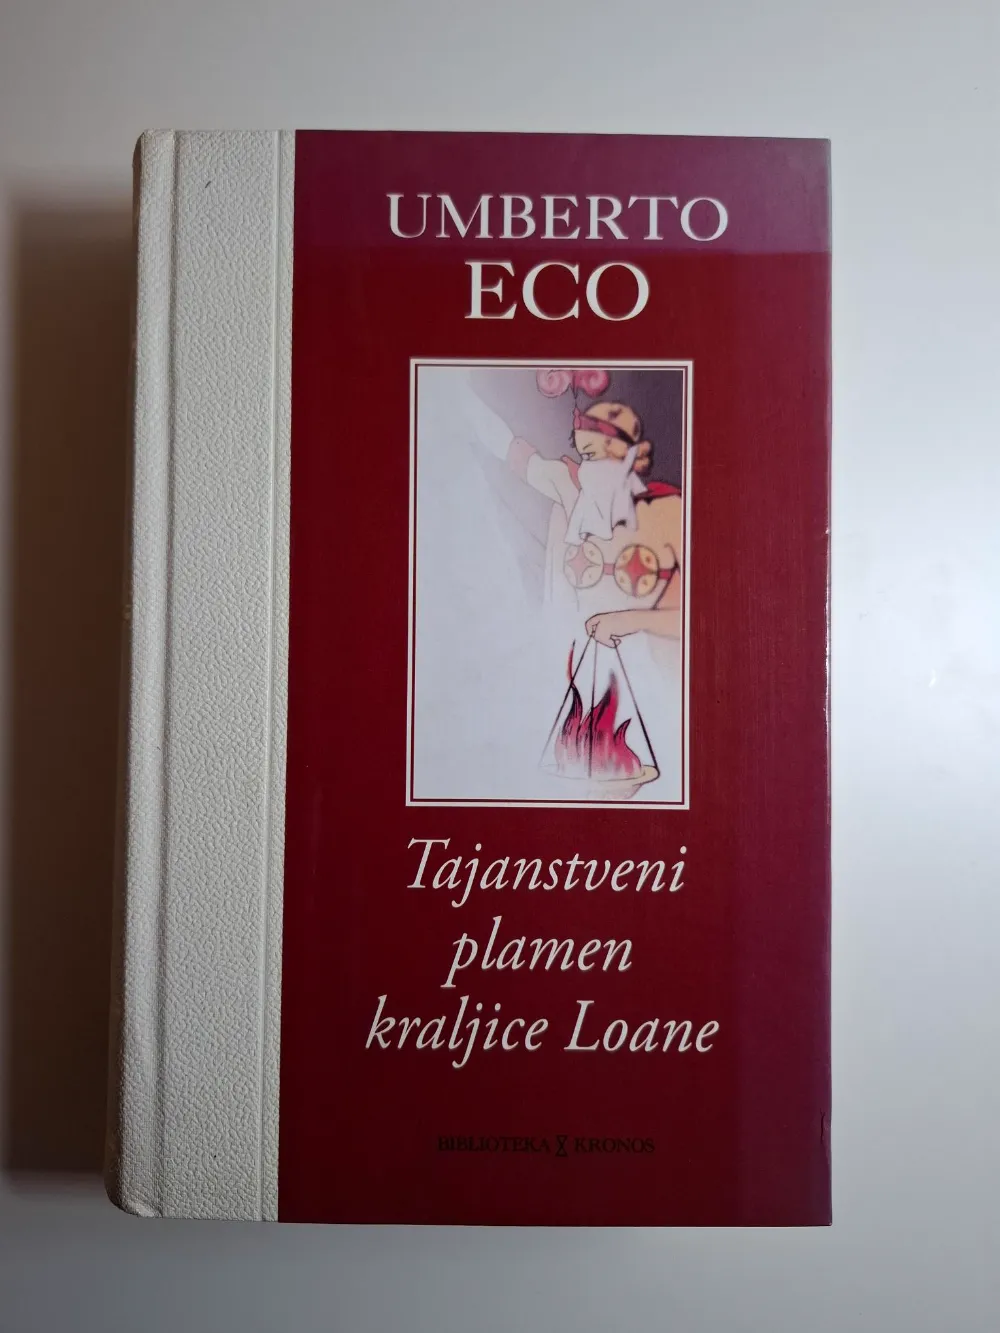 UMBERTO
ECO
Tajanstveni
plamen
kraljice Loane
BIBLIOTEKA KRONOS